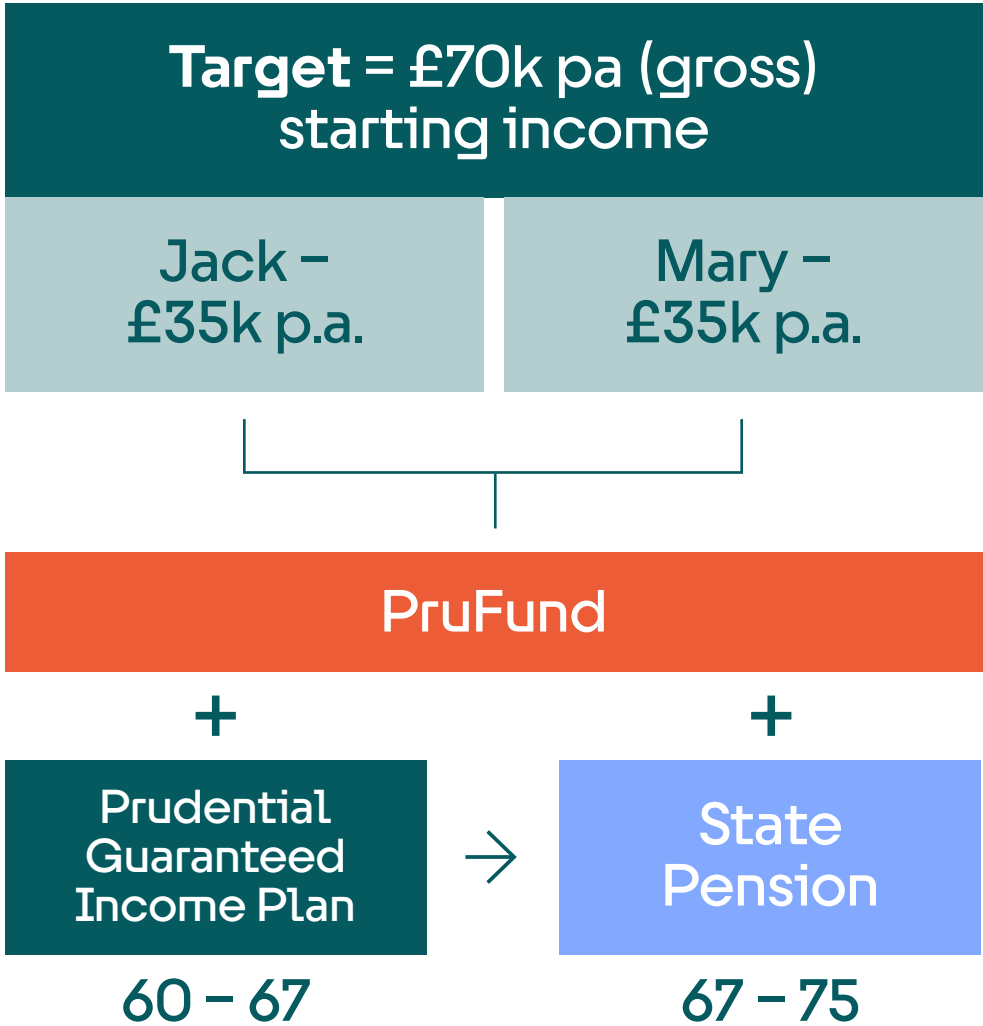 Target = £70k pa (gross)
starting income
Jack –
£35k p.a.
Mary –
£35k p.a.
PruFund
+
+
Prudential
Guaranteed
Income Plan
→
State
Pension
60 – 67
67 – 75